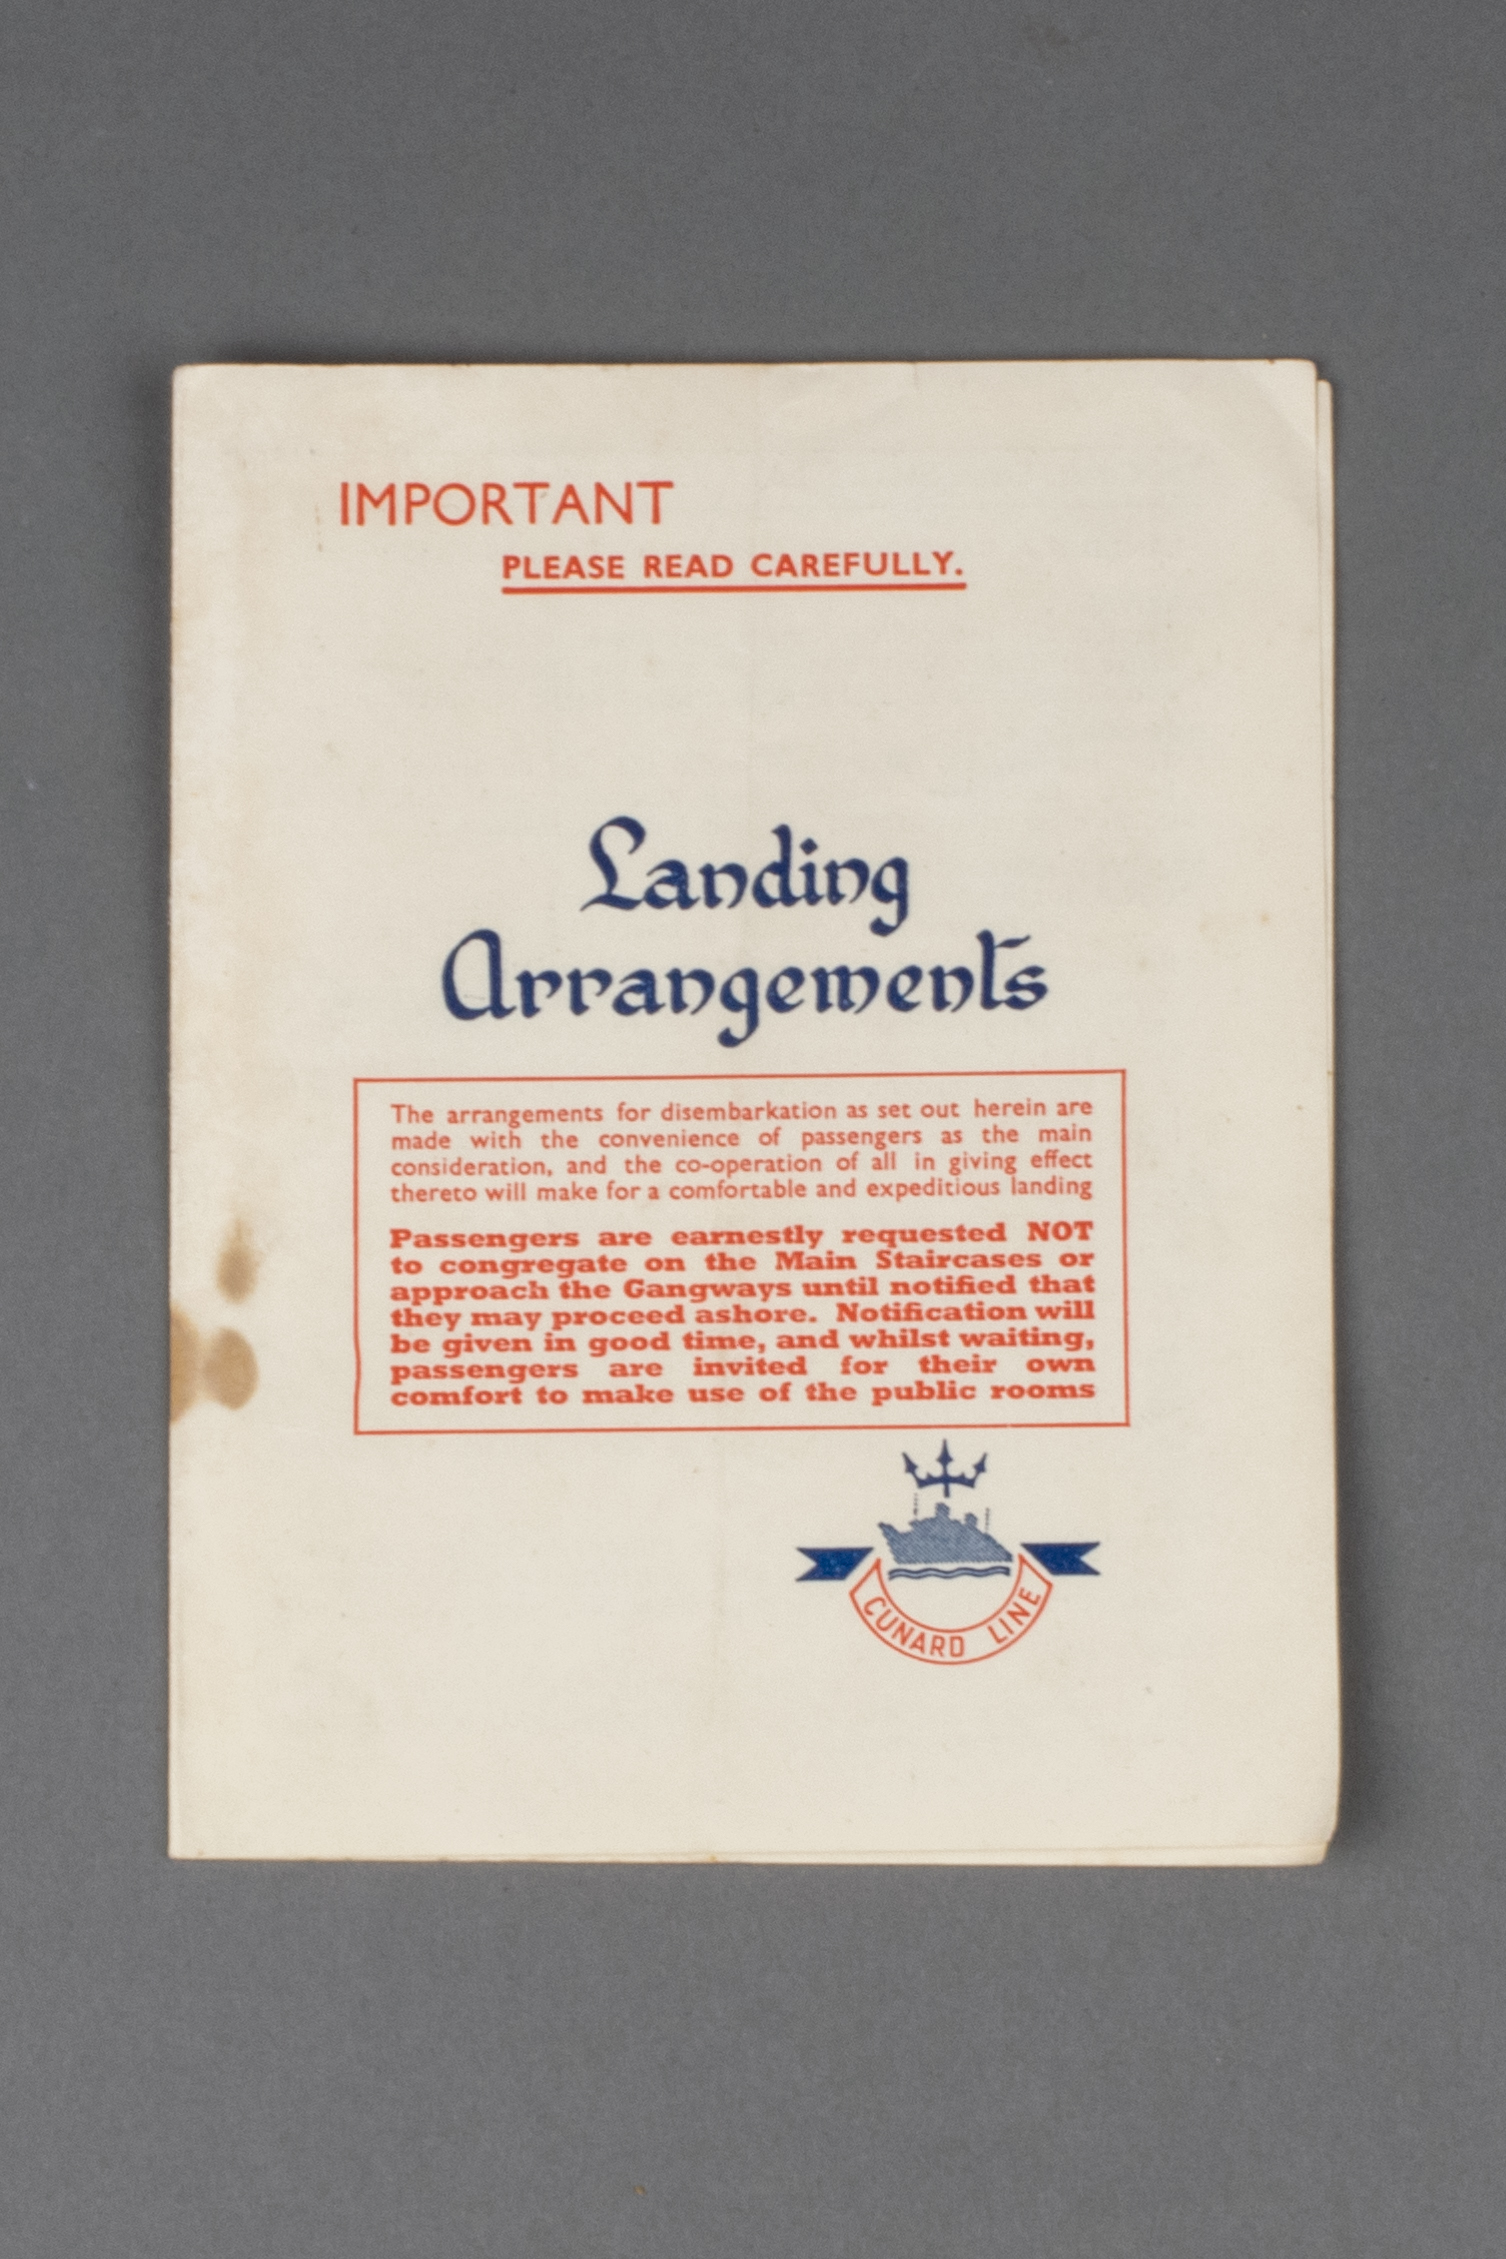 IMPORTANT
PLEASE READ CAREFULLY.
Landing
Arrangements
The arrangements for disembarkation as set out herein are
made with the convenience of passengers as the main
consideration, and the co-operation of all in giving effect
thereto will make for a comfortable and expeditious landing
Passengers are earnestly requested NOT
to congregate on the Main Staircases or
approach the Gangways until notified that
they may proceed ashore. Notification will
be given in good time, and whilst waiting,
passengers are invited for their own
comfort to make use of the public rooms
CUNARD LINE